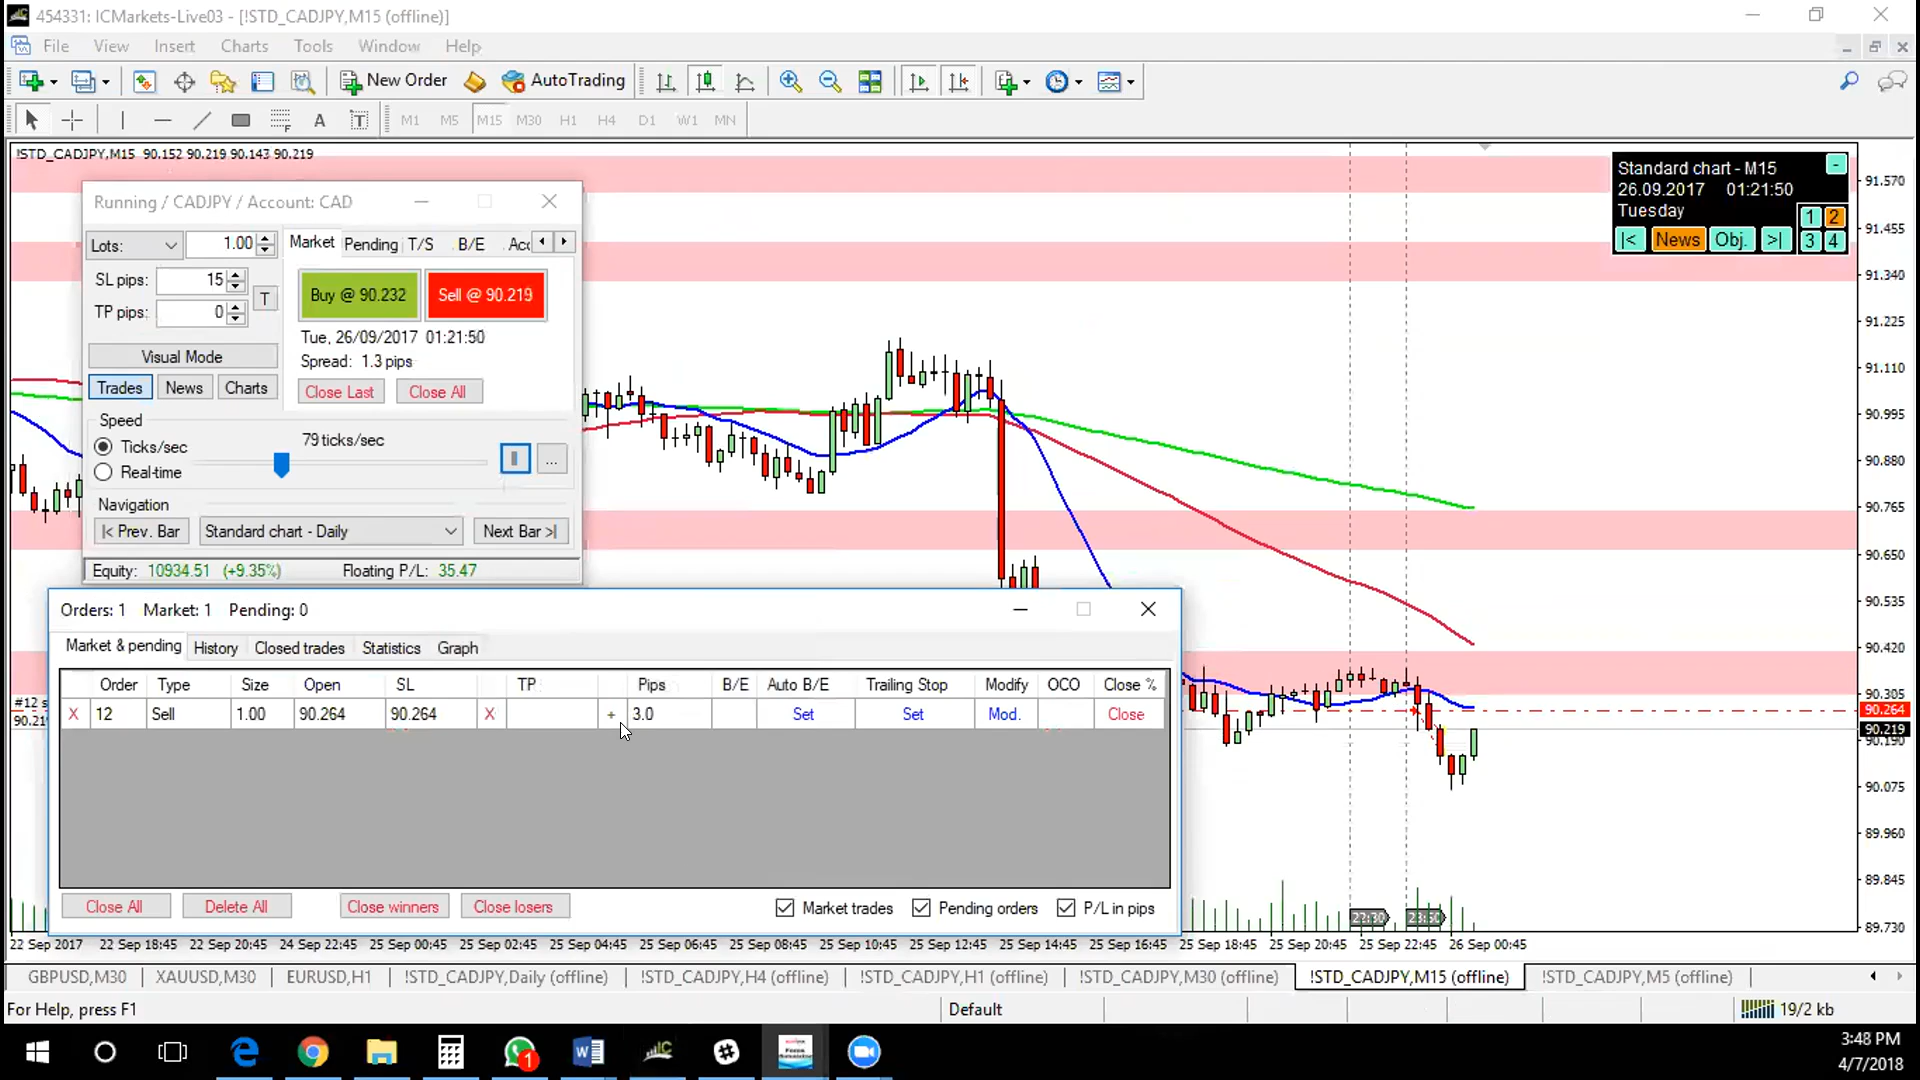 454331: ICMarkets-Live03 - [!STD_CADJPY,M15 (offline)]
File View Insert Charts Tools Window Help
New Order AutoTrading
A T M1 M5 M15 M30 H1 H4 D1 W1 MN
!STD_CADJPY,M15 90.152 90.219 90.143 90.219
Standard chart - M15
26.09.2017 01:21:50
Tuesday
|< News Obj. >| 1 2 3 4
Running / CADJPY / Account: CAD
Lots: 1.00 Market Pending T/S B/E Acc
SL pips: 15
TP pips: 0
T
Buy @ 90.232 Sell @ 90.219
Tue, 26/09/2017 01:21:50
Spread: 1.3 pips
Visual Mode
Trades News Charts
Close Last Close All
Speed
Ticks/sec
Real-time
79 ticks/sec
...
Navigation
|< Prev. Bar Standard chart - Daily Next Bar >|
Equity: 10934.51 (+9.35%) Floating P/L: 35.47
91.570
91.455
91.340
91.225
91.110
90.995
90.880
90.765
90.650
90.535
90.420
90.305
90.264
90.219
90.190
90.075
89.960
89.845
89.730
#12 s
90.21
Orders: 1 Market: 1 Pending: 0
Market & pending History Closed trades Statistics Graph
Order Type Size Open SL TP Pips B/E Auto B/E Trailing Stop Modify OCO Close %
X 12 Sell 1.00 90.264 90.264 X + 3.0 Set Set Mod. Close
Close All Delete All Close winners Close losers Market trades Pending orders P/L in pips
22:30 23:50
22 Sep 2017 22 Sep 18:45 22 Sep 20:45 24 Sep 22:45 25 Sep 00:45 25 Sep 02:45 25 Sep 04:45 25 Sep 06:45 25 Sep 08:45 25 Sep 10:45 25 Sep 12:45 25 Sep 14:45 25 Sep 16:45 25 Sep 18:45 25 Sep 20:45 25 Sep 22:45 26 Sep 00:45
GBPUSD,M30 XAUUSD,M30 EURUSD,H1 !STD_CADJPY,Daily (offline) !STD_CADJPY,H4 (offline) !STD_CADJPY,H1 (offline) !STD_CADJPY,M30 (offline) !STD_CADJPY,M15 (offline) !STD_CADJPY,M5 (offline)
For Help, press F1 Default 19/2 kb
1
3:48 PM
4/7/2018